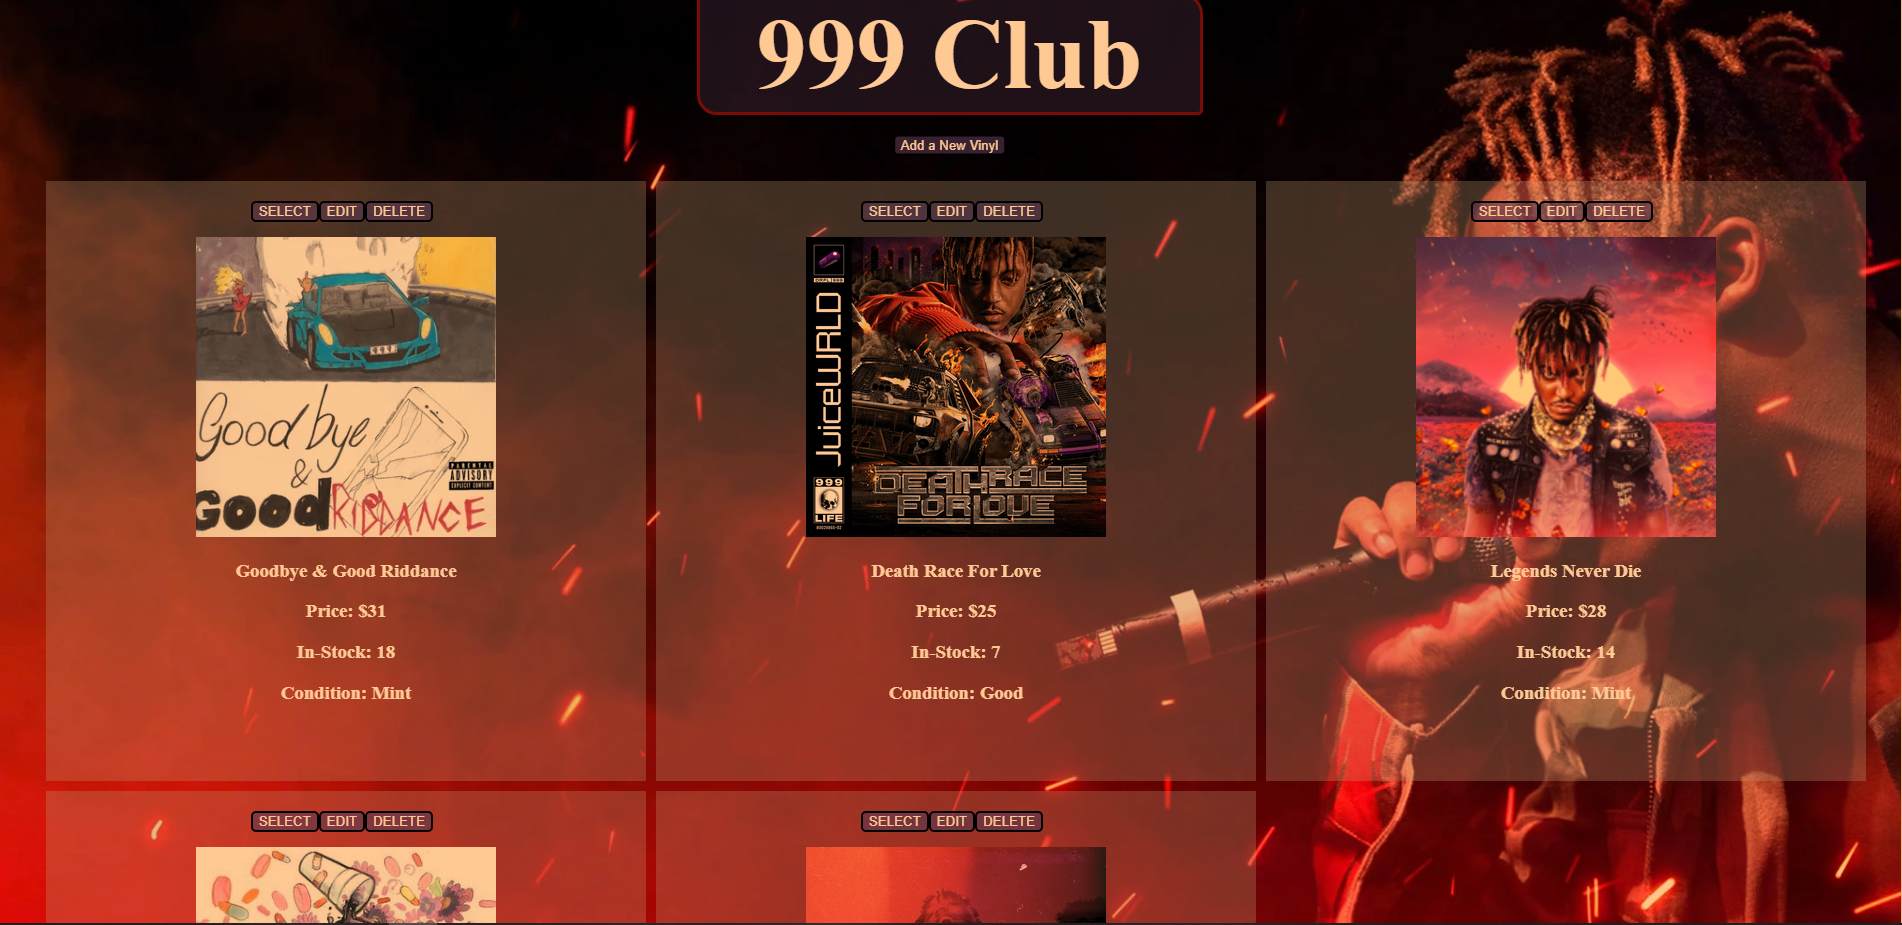 999 Club
Add a New Vinyl
SELECT EDIT DELETE
SELECT EDIT DELETE
SELECT EDIT DELETE
999
Goodbye
&
Good RIDDANCE
PARENTAL
ADVISORY
EXPLICIT CONTENT
JuiceWRLD
999
LIFE
DEATH RACE
FOR LOVE
Goodbye & Good Riddance
Price: $31
In-Stock: 18
Condition: Mint
Death Race For Love
Price: $25
In-Stock: 7
Condition: Good
Legends Never Die
Price: $28
In-Stock: 14
Condition: Mint
SELECT EDIT DELETE
SELECT EDIT DELETE